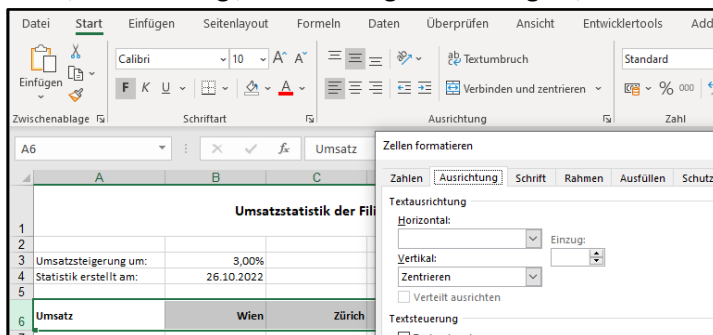 Datei Start Einfügen Seitenlayout Formeln Daten Überprüfen Ansicht Entwicklertools Add
Calibri 10 A^ A˅ ab Textumbruch Standard
Einfügen F K U A Verbinden und zentrieren % 000
Zwischenablage Schriftart Ausrichtung Zahl
A6 fx Umsatz
Zellen formatieren
Zahlen Ausrichtung Schrift Rahmen Ausfüllen Schutz
Textausrichtung
Horizontal:
Einzug:
Vertikal:
Zentrieren
Verteilt ausrichten
Textsteuerung
A B C
1 Umsatzstatistik der Fili
2
3 Umsatzsteigerung um: 3,00%
4 Statistik erstellt am: 26.10.2022
5
6 Umsatz Wien Zürich